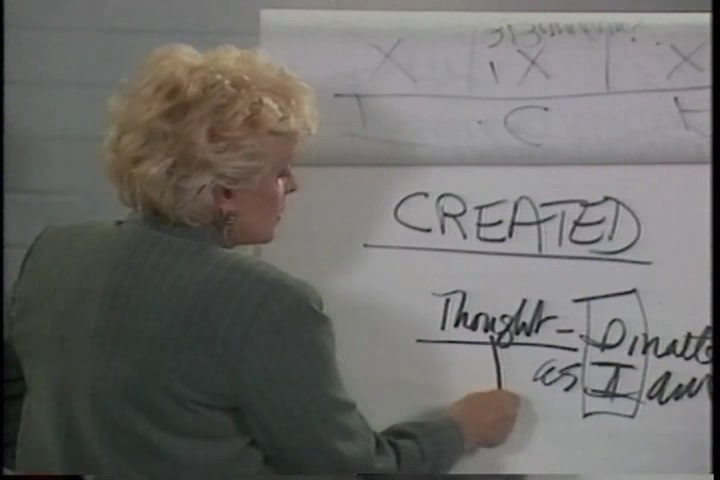 X X X
T C
CREATED
Thought -
as I am